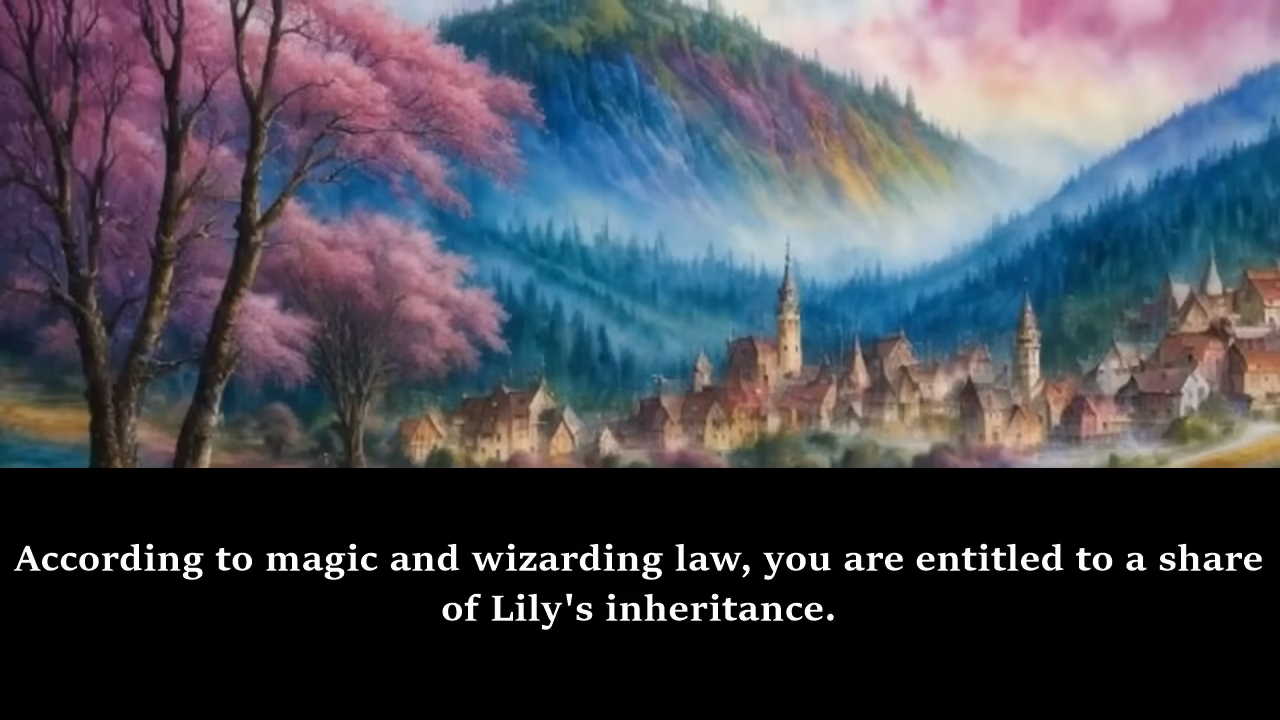 According to magic and wizarding law, you are entitled to a share
of Lily's inheritance.